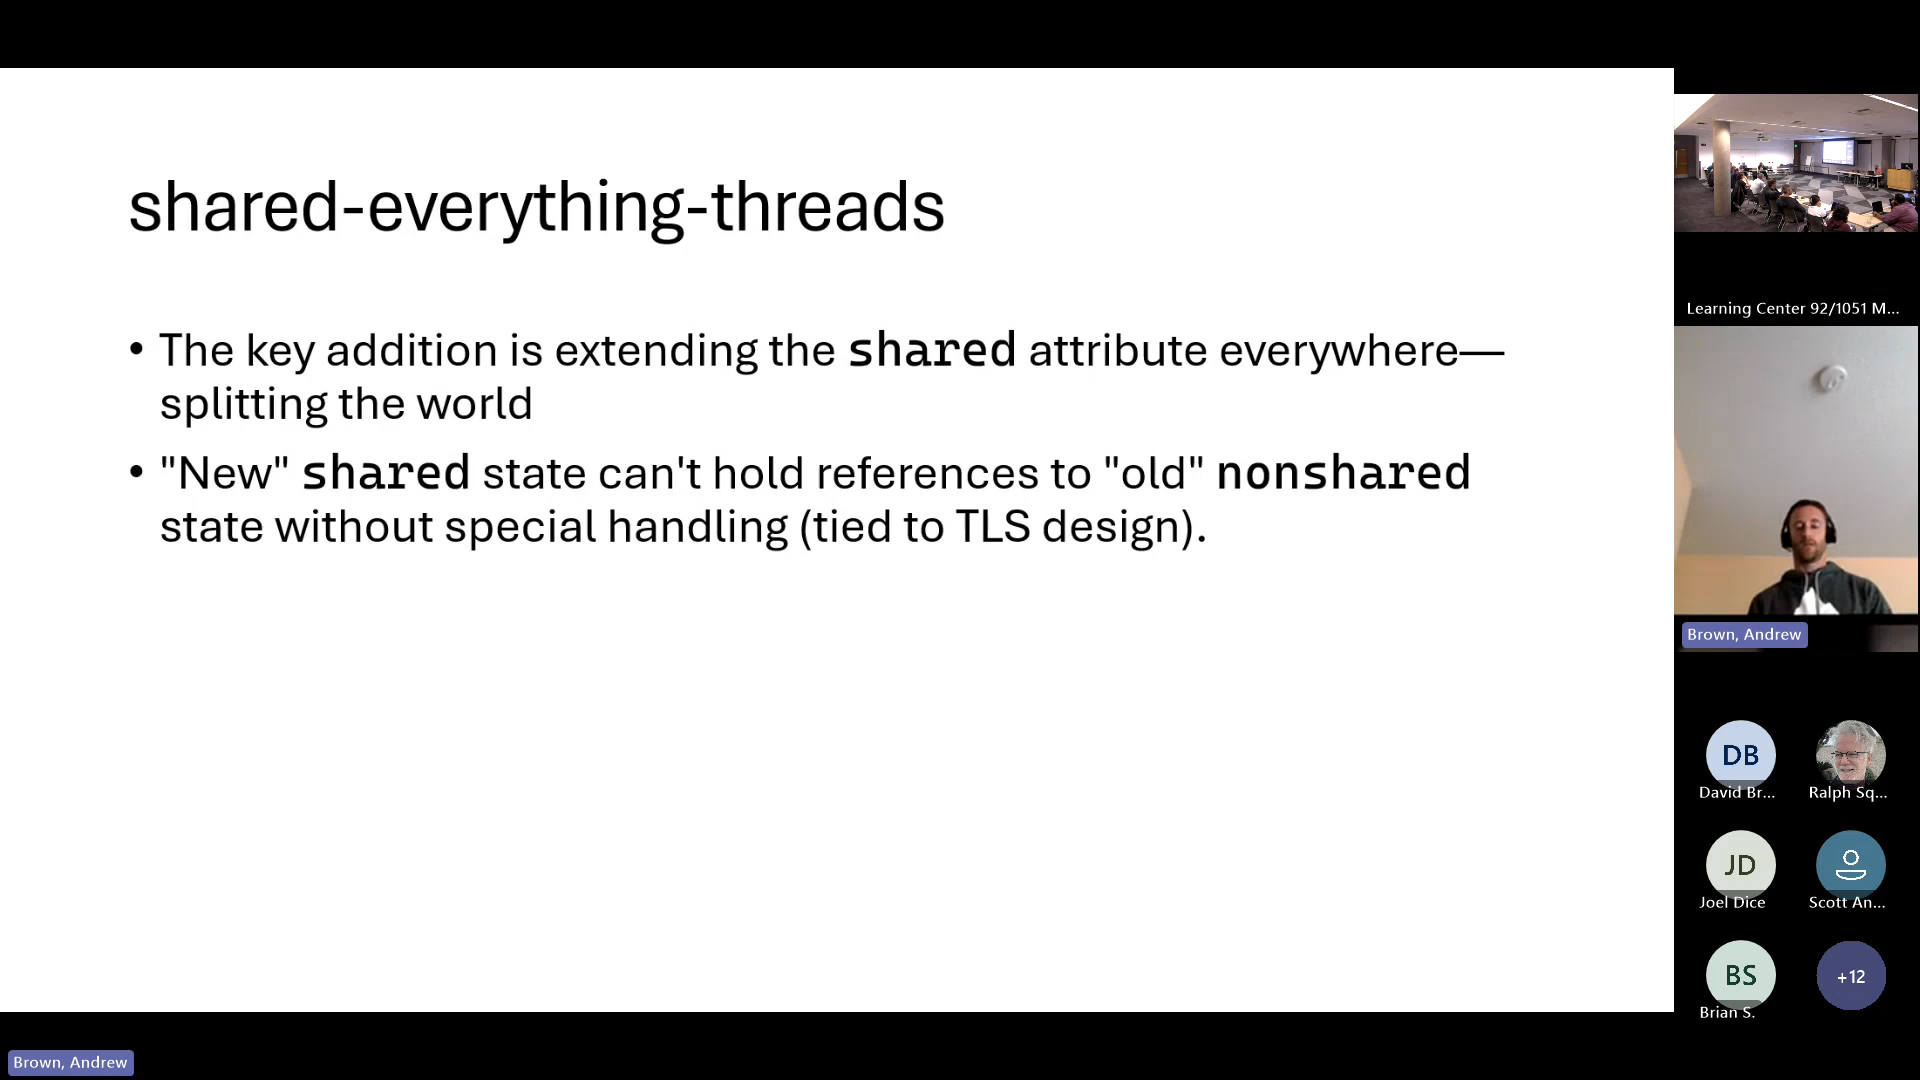 shared-everything-threads
• The key addition is extending the shared attribute everywhere—
splitting the world
• "New" shared state can't hold references to "old" nonshared
state without special handling (tied to TLS design).
Learning Center 92/1051 M...
Brown, Andrew
DB
David Br...
Ralph Sq...
JD
Joel Dice
Scott An...
BS
Brian S.
+12
Brown, Andrew